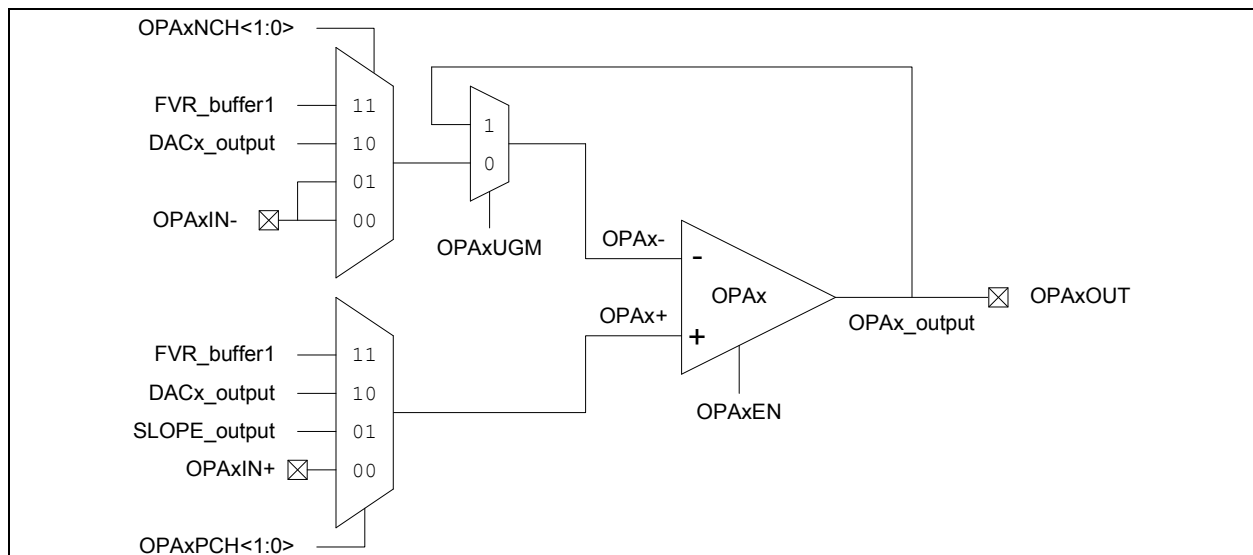 OPAxNCH<1:0>
FVR_buffer1
11
DACx_output
10
01
OPAxIN-
00
1
0
OPAxUGM
OPAx-
-
OPAx
OPAx+
+
OPAxEN
OPAx_output
OPAxOUT
FVR_buffer1
11
DACx_output
10
SLOPE_output
01
OPAxIN+
00
OPAxPCH<1:0>